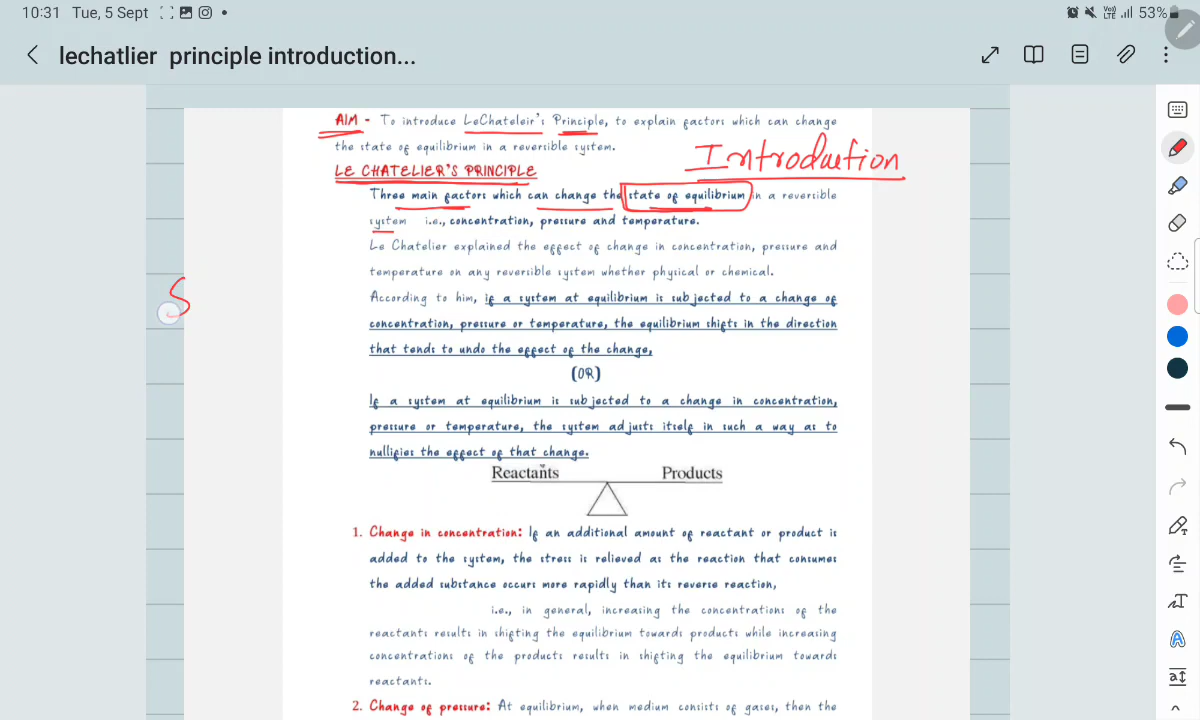 10:31 Tue, 5 Sept
Vo)) LTE 53%
lechatlier principle introduction...
AIM - To introduce LeChateleir's Principle, to explain factors which can change
the state of equilibrium in a reversible system.
Introduction
LE CHATELIER'S PRINCIPLE
Three main factors which can change the state of equilibrium in a reversible
system i.e., concentration, pressure and temperature.
Le Chatelier explained the effect of change in concentration, pressure and
temperature on any reversible system whether physical or chemical.
S
According to him, if a system at equilibrium is subjected to a change of
concentration, pressure or temperature, the equilibrium shifts in the direction
that tends to undo the effect of the change,
(OR)
If a system at equilibrium is subjected to a change in concentration,
pressure or temperature, the system adjusts itself in such a way as to
nullifies the effect of that change.
Reactants Products
1. Change in concentration: If an additional amount of reactant or product is
added to the system, the stress is relieved as the reaction that consumes
the added substance occurs more rapidly than its reverse reaction,
i.e., in general, increasing the concentrations of the
reactants results in shifting the equilibrium towards products while increasing
concentrations of the products results in shifting the equilibrium towards
reactants.
2. Change of pressure: At equilibrium, when medium consists of gases, then the